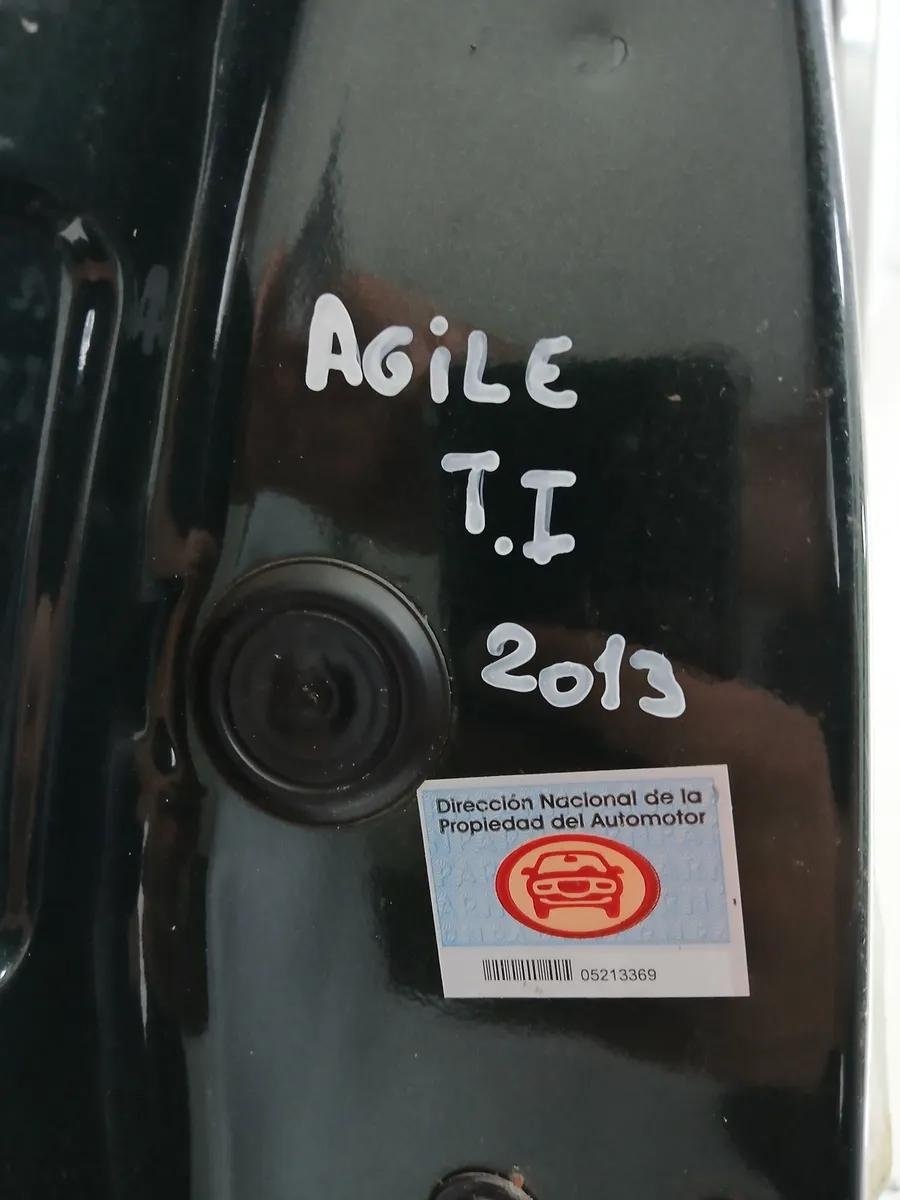 AGiLE
T.I
2013
Dirección Nacional de la
Propiedad del Automotor
05213369